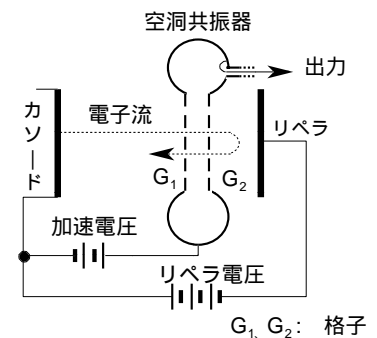 空洞共振器
出力
カソード
電子流
リペラ
G₁ G₂
加速電圧
リペラ電圧
G₁、G₂： 格子